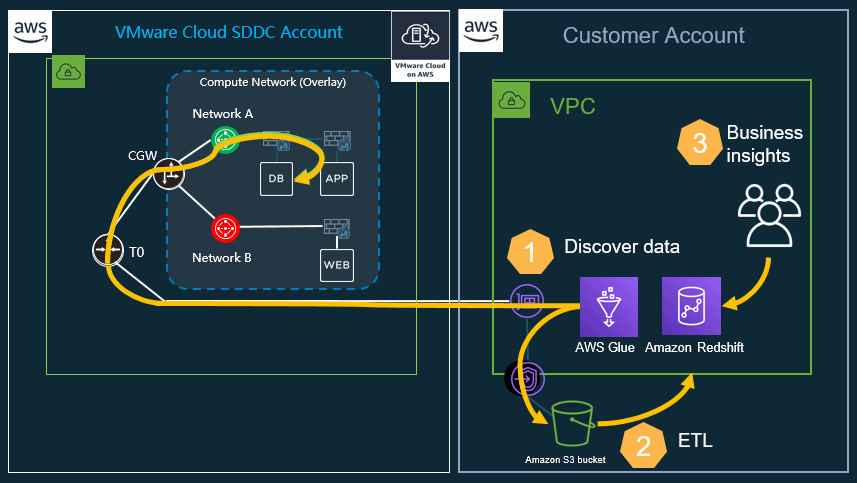 aws
VMware Cloud SDDC Account
VMware Cloud
on AWS
aws
Customer Account
Compute Network (Overlay)
Network A
CGW
DB
APP
T0
Network B
WEB
VPC
3
Business
insights
1
Discover data
AWS Glue
Amazon Redshift
2
ETL
Amazon S3 bucket